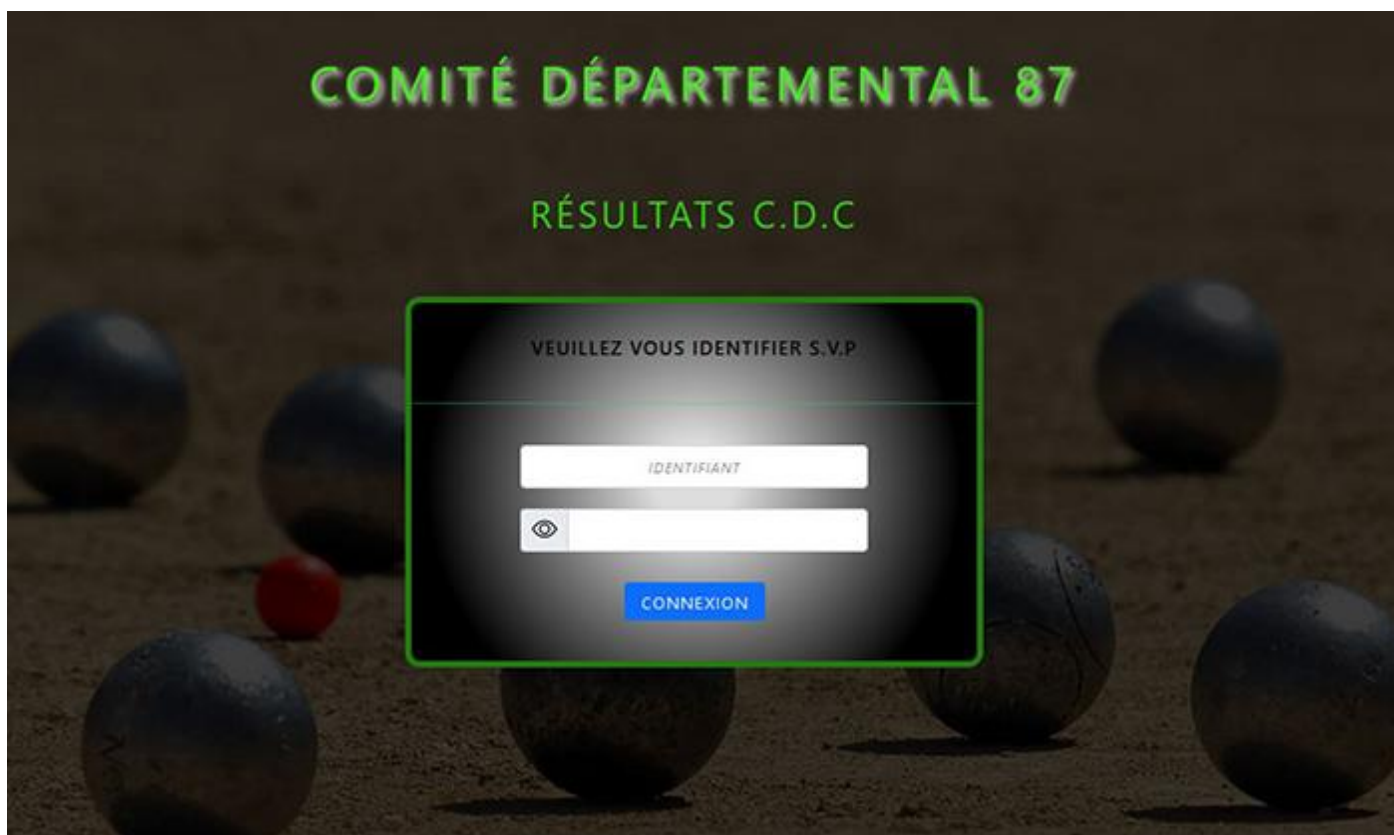 COMITÉ DÉPARTEMENTAL 87
RÉSULTATS C.D.C
VEUILLEZ VOUS IDENTIFIER S.V.P
IDENTIFIANT
CONNEXION